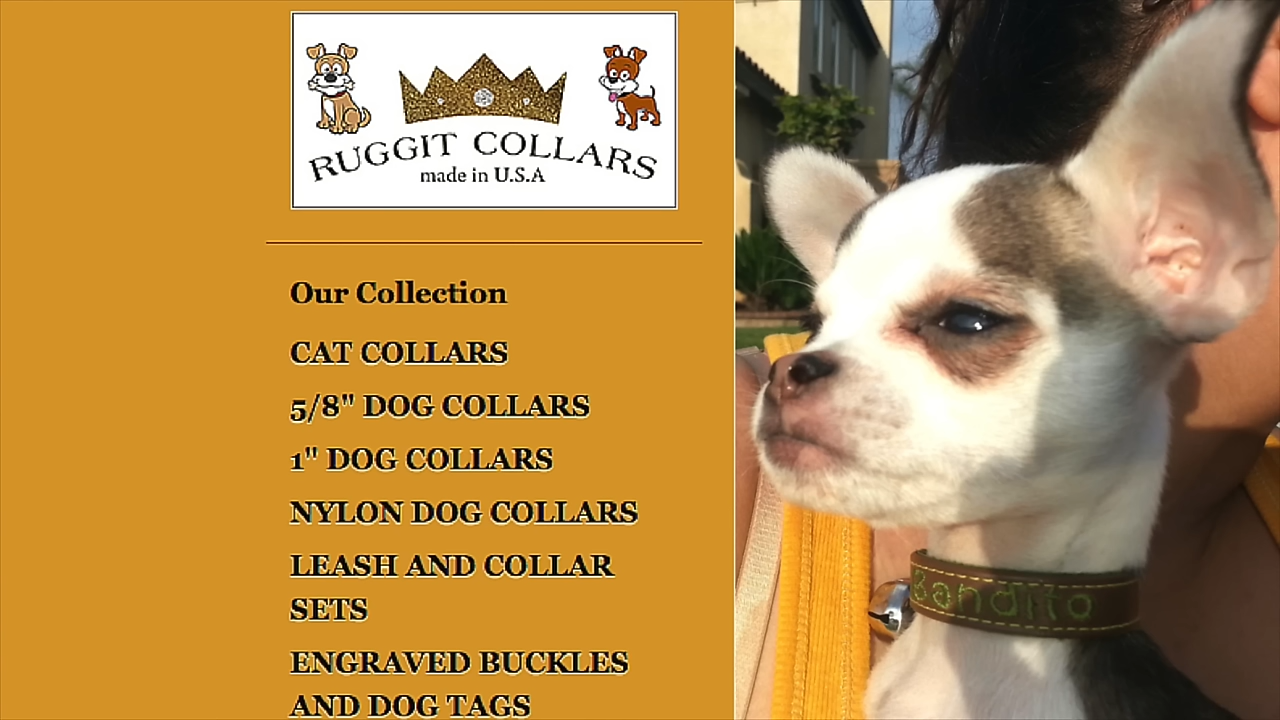 RUGGIT COLLARS
made in U.S.A
Our Collection
CAT COLLARS
5/8" DOG COLLARS
1" DOG COLLARS
NYLON DOG COLLARS
LEASH AND COLLAR
SETS
ENGRAVED BUCKLES
AND DOG TAGS
Bandito